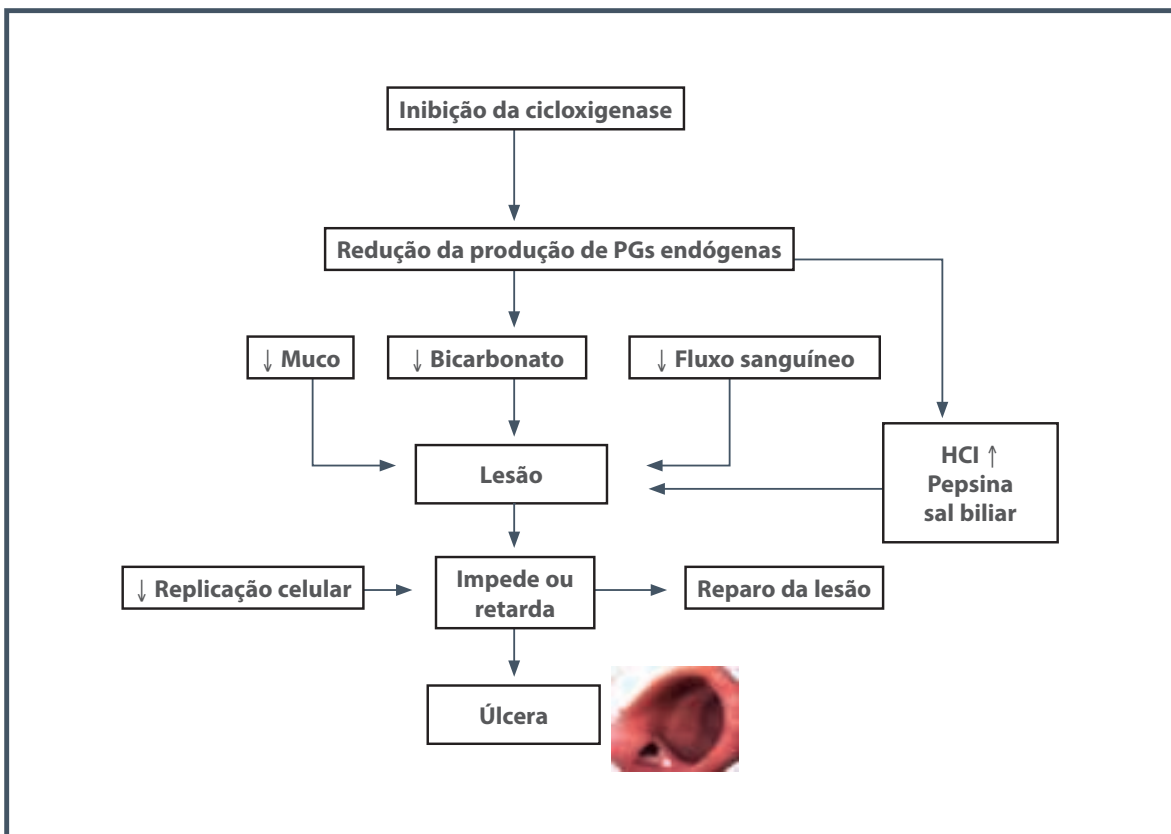 Inibição da cicloxigenase
Redução da produção de PGs endógenas
↓ Muco
↓ Bicarbonato
↓ Fluxo sanguíneo
HCl ↑
Pepsina
sal biliar
Lesão
↓ Replicação celular
Impede ou
retarda
Reparo da lesão
Úlcera